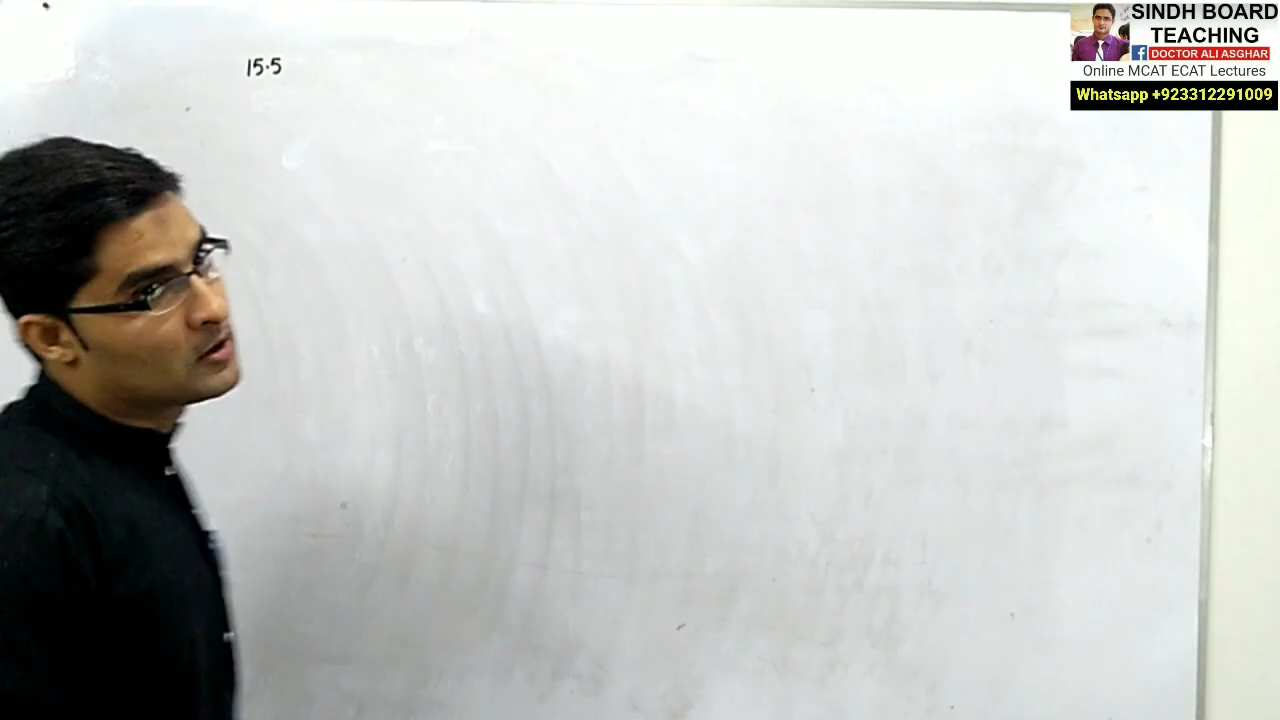 15.5
SINDH BOARD
TEACHING
f DOCTOR ALI ASGHAR
Online MCAT ECAT Lectures
Whatsapp +923312291009